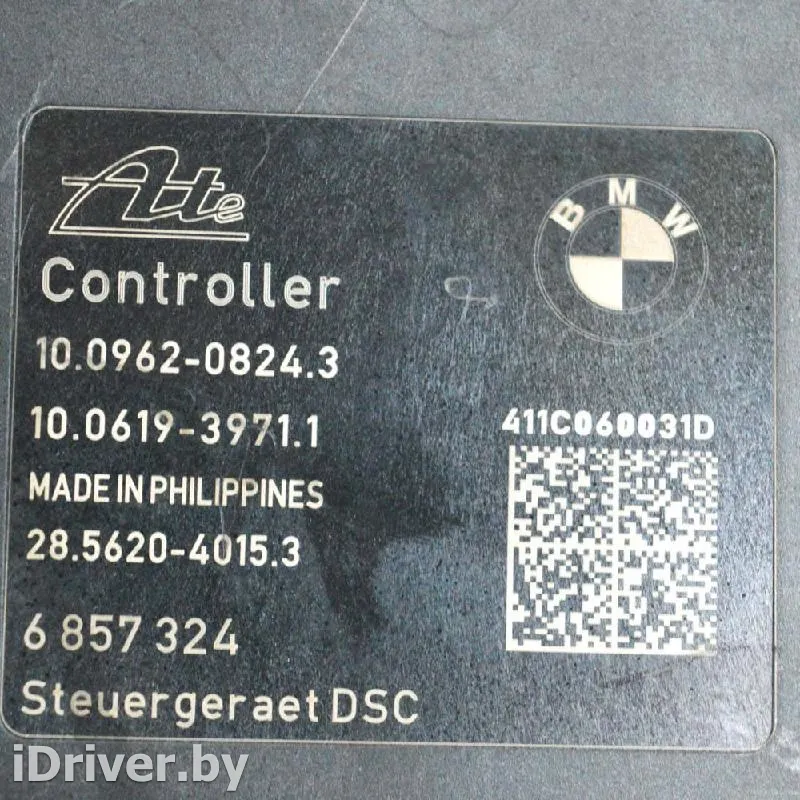 Ate
BMW
Controller
10.0962-0824.3
10.0619-3971.1
411C060031D
MADE IN PHILIPPINES
28.5620-4015.3
6 857 324
Steuergeraet DSC
iDriver.by